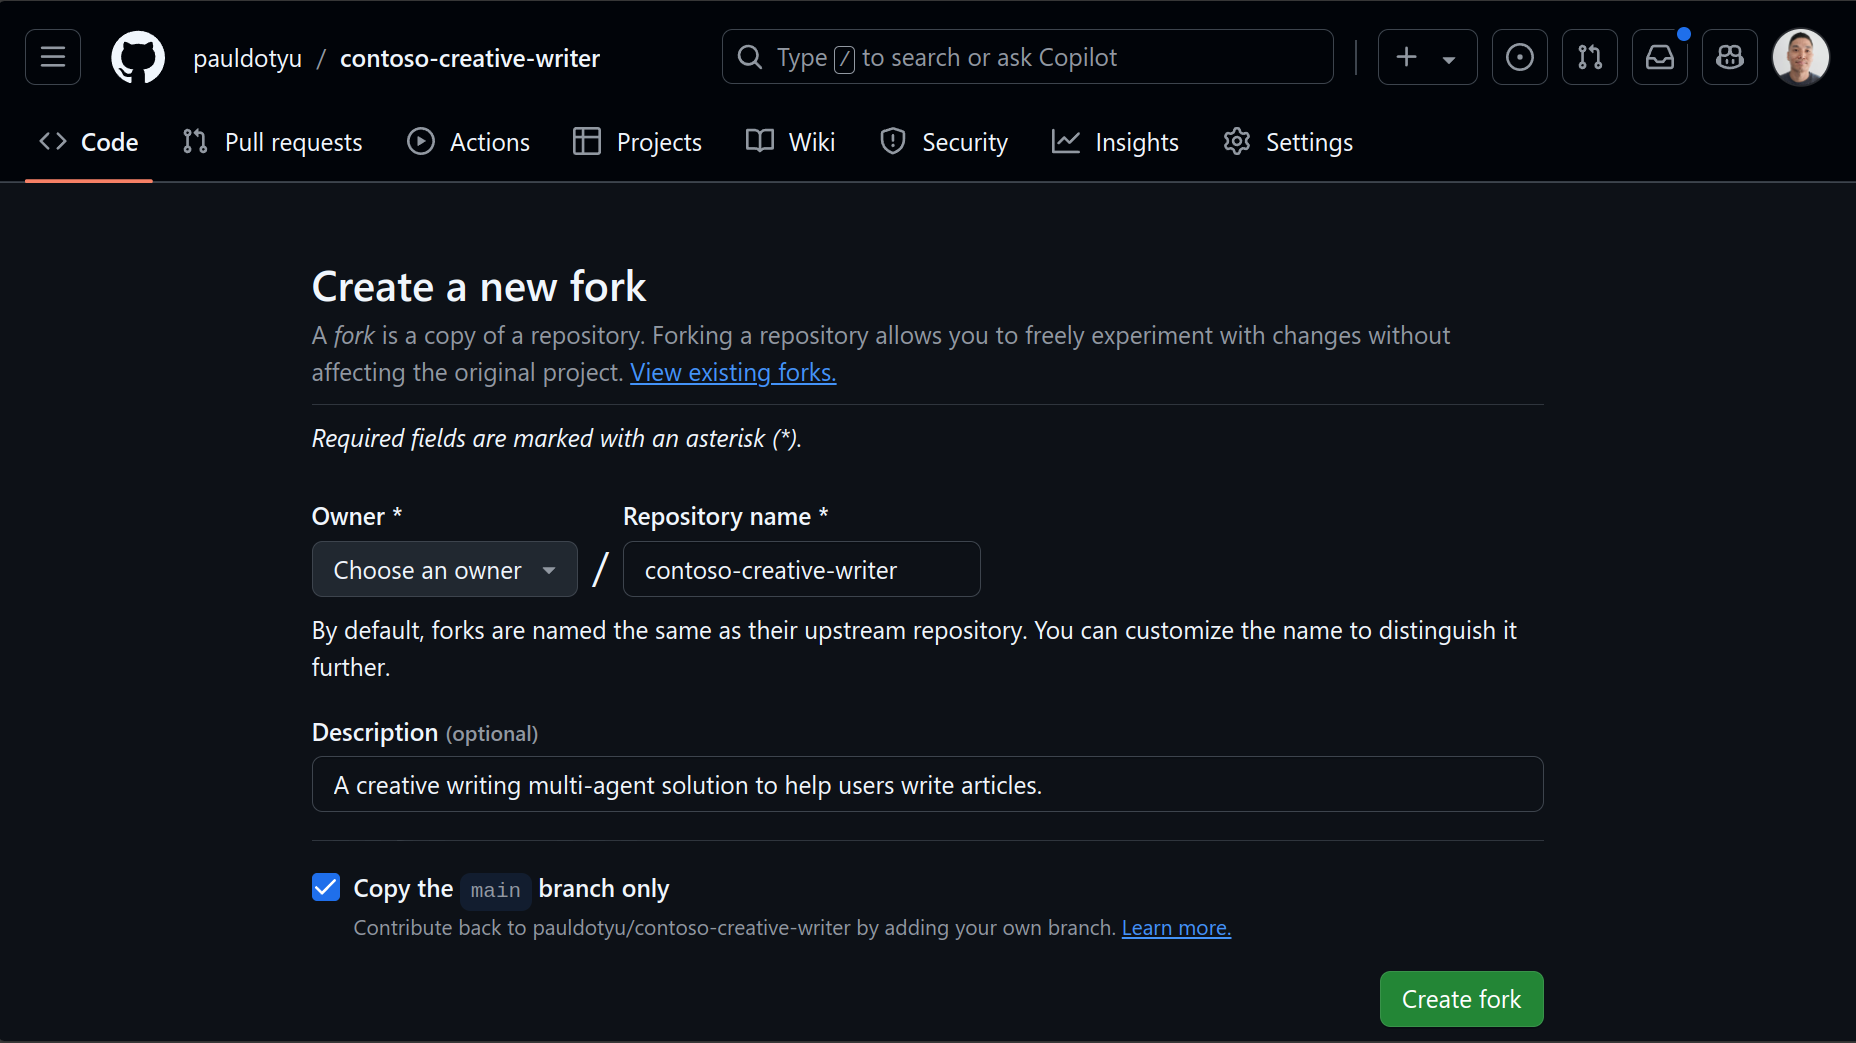 pauldotyu / contoso-creative-writer
Type / to search or ask Copilot
Code Pull requests Actions Projects Wiki Security Insights Settings
Create a new fork
A fork is a copy of a repository. Forking a repository allows you to freely experiment with changes without
affecting the original project. View existing forks.
Required fields are marked with an asterisk (*).
Owner * Repository name *
Choose an owner / contoso-creative-writer
By default, forks are named the same as their upstream repository. You can customize the name to distinguish it
further.
Description (optional)
A creative writing multi-agent solution to help users write articles.
Copy the main branch only
Contribute back to pauldotyu/contoso-creative-writer by adding your own branch. Learn more.
Create fork